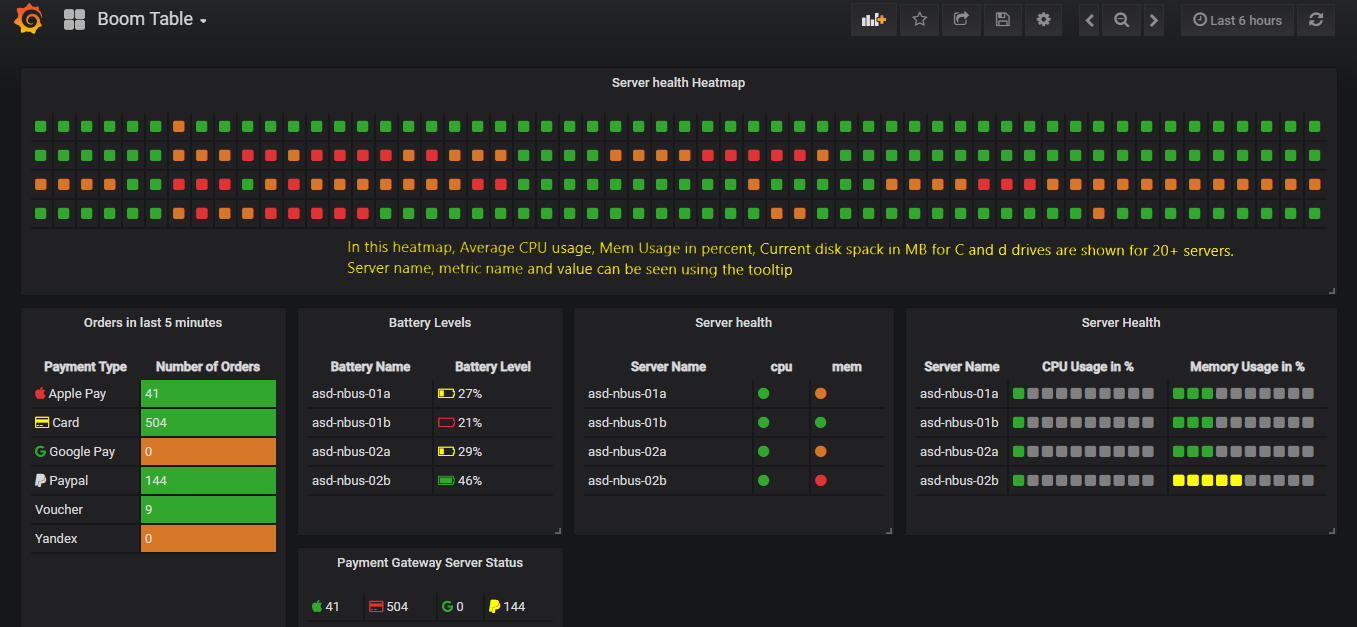 Boom Table
Last 6 hours
Server health Heatmap
In this heatmap, Average CPU usage, Mem Usage in percent, Current disk spack in MB for C and d drives are shown for 20+ servers.
Server name, metric name and value can be seen using the tooltip
Orders in last 5 minutes
Payment Type Number of Orders
Apple Pay 41
Card 504
Google Pay 0
Paypal 144
Voucher 9
Yandex 0
Battery Levels
Battery Name Battery Level
asd-nbus-01a 27%
asd-nbus-01b 21%
asd-nbus-02a 29%
asd-nbus-02b 46%
Server health
Server Name cpu mem
asd-nbus-01a
asd-nbus-01b
asd-nbus-02a
asd-nbus-02b
Server Health
Server Name CPU Usage in % Memory Usage in %
asd-nbus-01a
asd-nbus-01b
asd-nbus-02a
asd-nbus-02b
Payment Gateway Server Status
41 504 0 144